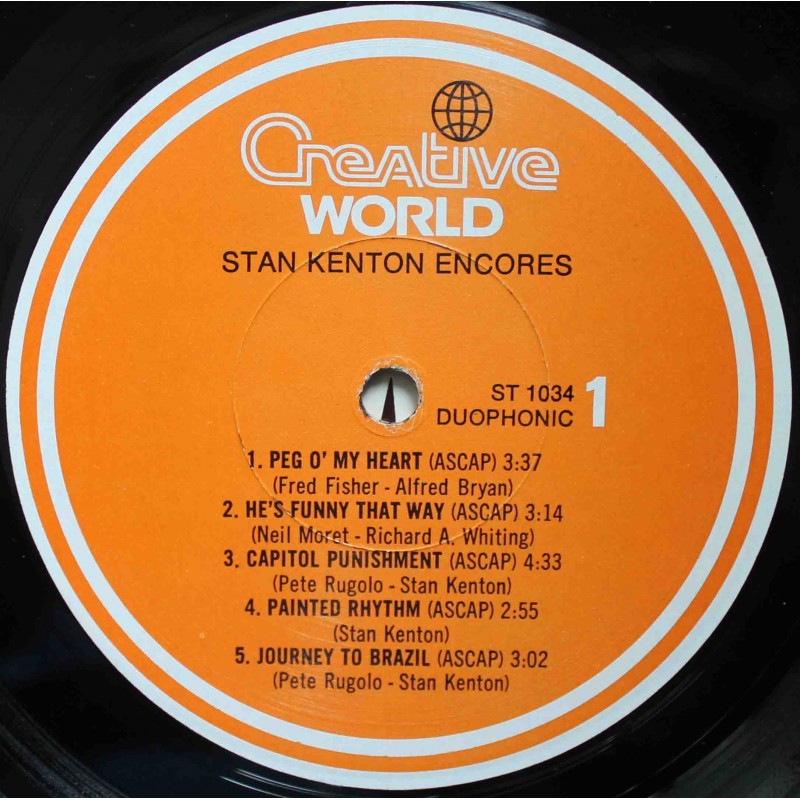 Creative
WORLD
STAN KENTON ENCORES
ST 1034
DUOPHONIC
1
1. PEG O' MY HEART (ASCAP) 3:37
(Fred Fisher - Alfred Bryan)
2. HE'S FUNNY THAT WAY (ASCAP) 3:14
(Neil Moret - Richard A. Whiting)
3. CAPITOL PUNISHMENT (ASCAP) 4:33
(Pete Rugolo - Stan Kenton)
4. PAINTED RHYTHM (ASCAP) 2:55
(Stan Kenton)
5. JOURNEY TO BRAZIL (ASCAP) 3:02
(Pete Rugolo - Stan Kenton)